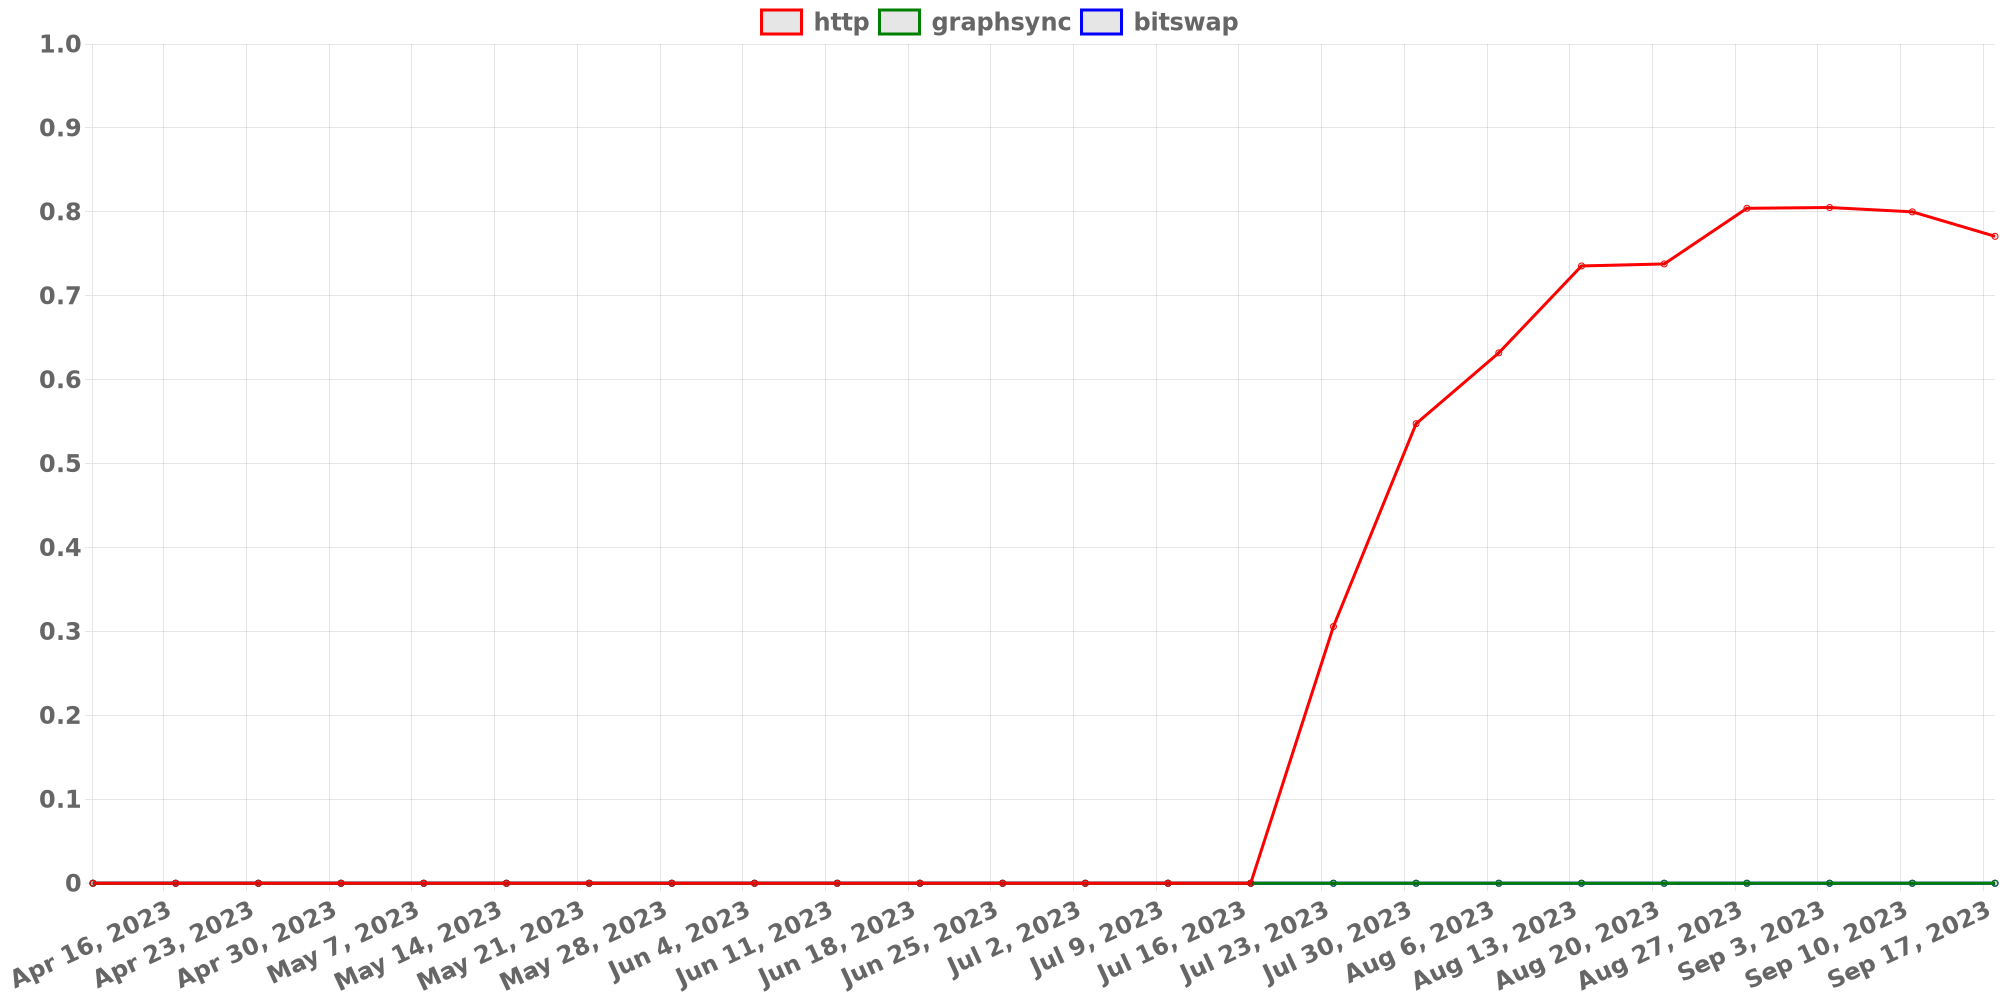 http graphsync bitswap
1.0
0.9
0.8
0.7
0.6
0.5
0.4
0.3
0.2
0.1
0
Apr 16, 2023
Apr 23, 2023
Apr 30, 2023
May 7, 2023
May 14, 2023
May 21, 2023
May 28, 2023
Jun 4, 2023
Jun 11, 2023
Jun 18, 2023
Jun 25, 2023
Jul 2, 2023
Jul 9, 2023
Jul 16, 2023
Jul 23, 2023
Jul 30, 2023
Aug 6, 2023
Aug 13, 2023
Aug 20, 2023
Aug 27, 2023
Sep 3, 2023
Sep 10, 2023
Sep 17, 2023